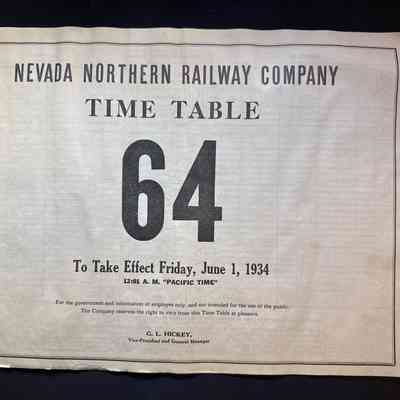 NEVADA NORTHERN RAILWAY COMPANY
TIME TABLE
64
To Take Effect Friday, June 1, 1934
12:01 A. M. "PACIFIC TIME"
For the government and information of employes only, and not intended for the use of the public.
The Company reserves the right to vary from this Time Table at pleasure.
G. L. HICKEY,
Vice-President and General Manager